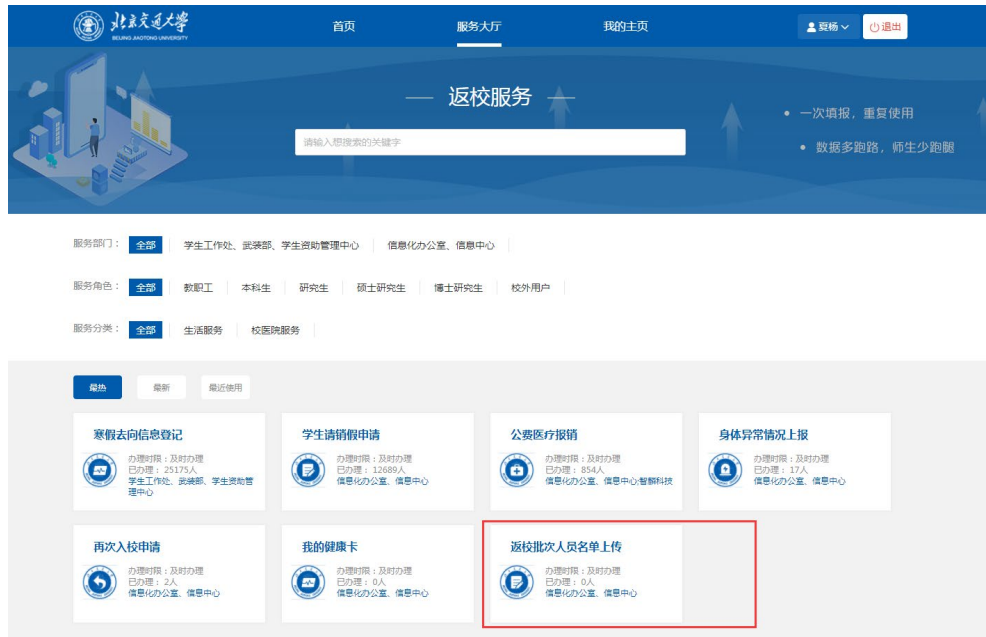 北京交通大学
BEIJING JIAOTONG UNIVERSITY
首页
服务大厅
我的主页
夏杨
退出
返校服务
请输入想搜索的关键字
• 一次填报，重复使用
• 数据多跑路，师生少跑腿
服务部门： 全部 学生工作处、武装部、学生资助管理中心 信息化办公室、信息中心
服务角色： 全部 教职工 本科生 研究生 硕士研究生 博士研究生 校外用户
服务分类： 全部 生活服务 校医院服务
最热 最新 最近使用
寒假去向信息登记
办理时限：及时办理
已办理：25175人
学生工作处、武装部、学生资助管
理中心
学生请销假申请
办理时限：及时办理
已办理：12689人
信息化办公室、信息中心
公费医疗报销
办理时限：及时办理
已办理：854人
信息化办公室、信息中心;智麟科技
身体异常情况上报
办理时限：及时办理
已办理：17人
信息化办公室、信息中心
再次入校申请
办理时限：及时办理
已办理：2人
信息化办公室、信息中心
我的健康卡
办理时限：及时办理
已办理：0人
信息化办公室、信息中心
返校批次人员名单上传
办理时限：及时办理
已办理：0人
信息化办公室、信息中心